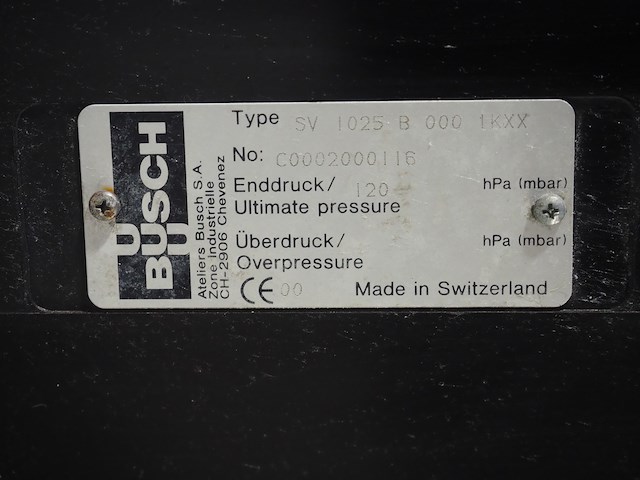 BUSCH
Ateliers Busch S.A.
Zone industrielle
CH-2906 Chevenez
Type SV 1025 B 000 1KXX
No: C0002000116
Enddruck/ 120 hPa (mbar)
Ultimate pressure
Überdruck/ hPa (mbar)
Overpressure
CE 00 Made in Switzerland